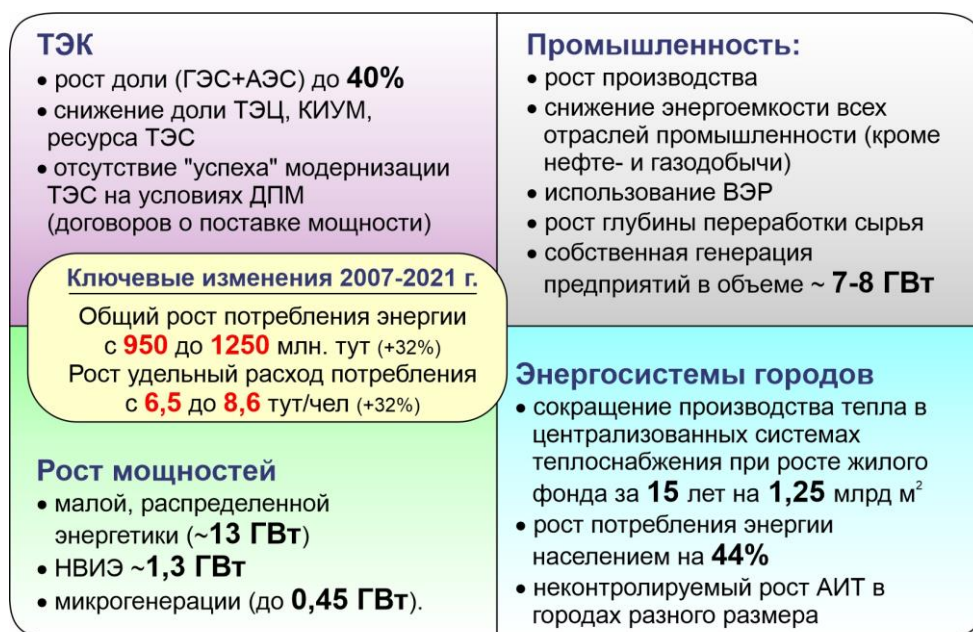 ТЭК
• рост доли (ГЭС+АЭС) до 40%
• снижение доли ТЭЦ, КИУМ,
ресурса ТЭС
• отсутствие "успеха" модернизации
ТЭС на условиях ДПМ
(договоров о поставке мощности)
Промышленность:
• рост производства
• снижение энергоемкости всех
отраслей промышленности (кроме
нефте- и газодобычи)
• использование ВЭР
• рост глубины переработки сырья
• собственная генерация
предприятий в объеме ~ 7-8 ГВт
Ключевые изменения 2007-2021 г.
Общий рост потребления энергии
с 950 до 1250 млн. тут (+32%)
Рост удельный расход потребления
с 6,5 до 8,6 тут/чел (+32%)
Рост мощностей
• малой, распределенной
энергетики (~13 ГВт)
• НВИЭ ~1,3 ГВт
• микрогенерации (до 0,45 ГВт).
Энергосистемы городов
• сокращение производства тепла в
централизованных системах
теплоснабжения при росте жилого
фонда за 15 лет на 1,25 млрд м²
• рост потребления энергии
населением на 44%
• неконтролируемый рост АИТ в
городах разного размера